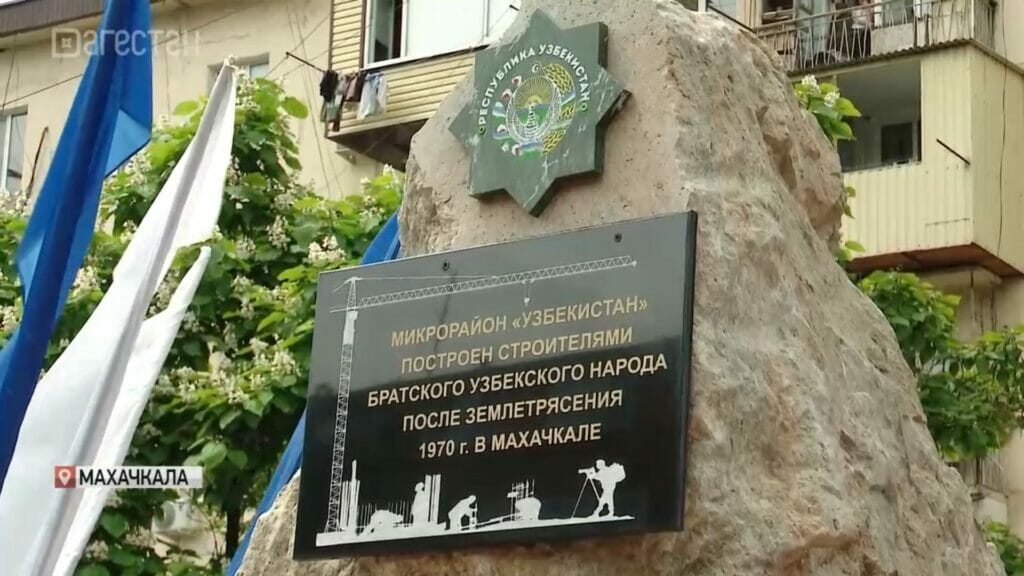 Дагестан
РЕСПУБЛИКА УЗБЕКИСТАН
МИКРОРАЙОН «УЗБЕКИСТАН»
ПОСТРОЕН СТРОИТЕЛЯМИ
БРАТСКОГО УЗБЕКСКОГО НАРОДА
ПОСЛЕ ЗЕМЛЕТРЯСЕНИЯ
1970 г. В МАХАЧКАЛЕ
МАХАЧКАЛА